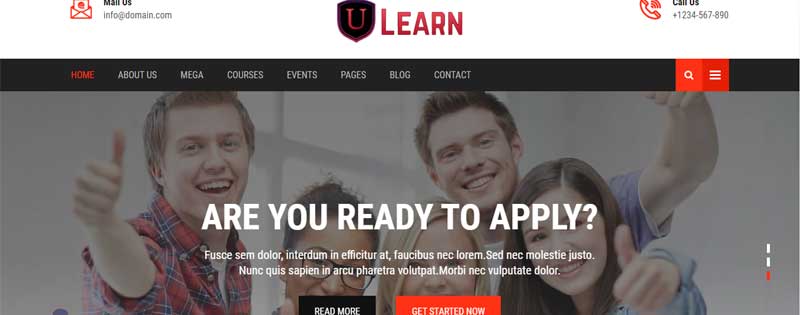 Mail Us
info@domain.com
U LEARN
Call Us
+1234-567-890
HOME ABOUT US MEGA COURSES EVENTS PAGES BLOG CONTACT
ARE YOU READY TO APPLY?
Fusce sem dolor, interdum in efficitur at, faucibus nec lorem.Sed nec molestie justo.
Nunc quis sapien in arcu pharetra volutpat.Morbi nec vulputate dolor.
READ MORE GET STARTED NOW